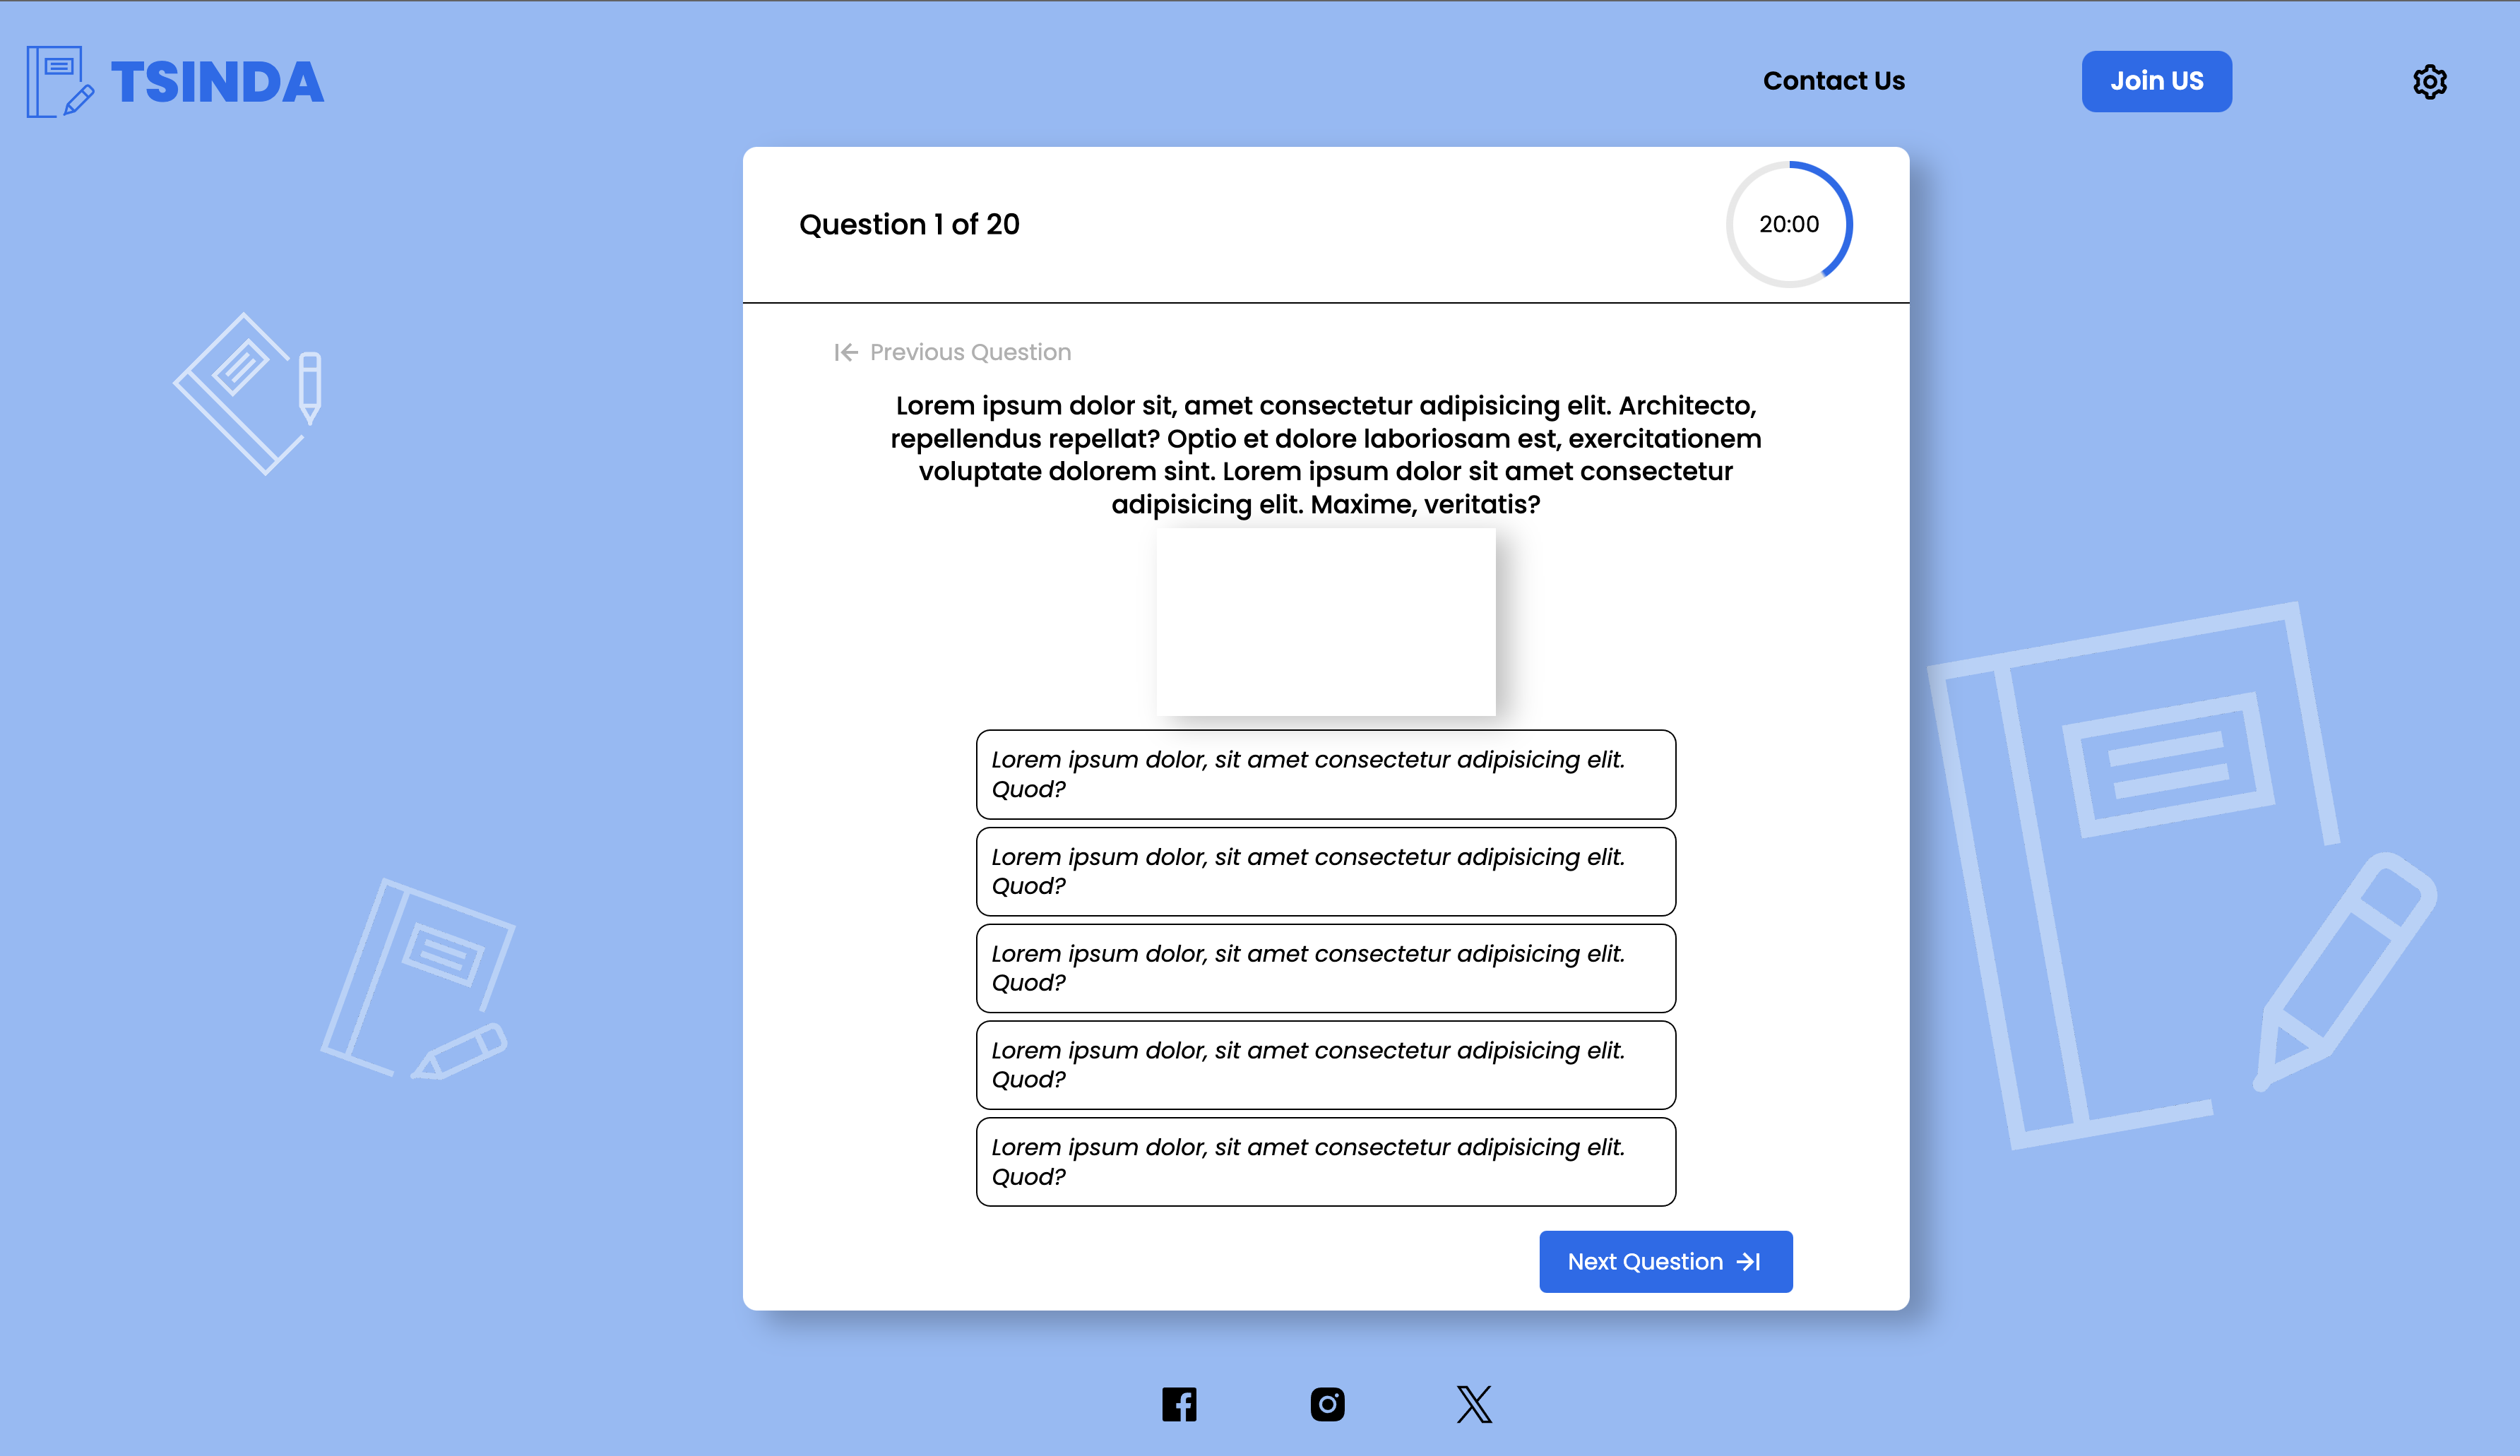 TSINDA
Contact Us
Join US
Question 1 of 20
20:00
Previous Question
Lorem ipsum dolor sit, amet consectetur adipisicing elit. Architecto,
repellendus repellat? Optio et dolore laboriosam est, exercitationem
voluptate dolorem sint. Lorem ipsum dolor sit amet consectetur
adipisicing elit. Maxime, veritatis?
Lorem ipsum dolor, sit amet consectetur adipisicing elit.
Quod?
Lorem ipsum dolor, sit amet consectetur adipisicing elit.
Quod?
Lorem ipsum dolor, sit amet consectetur adipisicing elit.
Quod?
Lorem ipsum dolor, sit amet consectetur adipisicing elit.
Quod?
Lorem ipsum dolor, sit amet consectetur adipisicing elit.
Quod?
Next Question